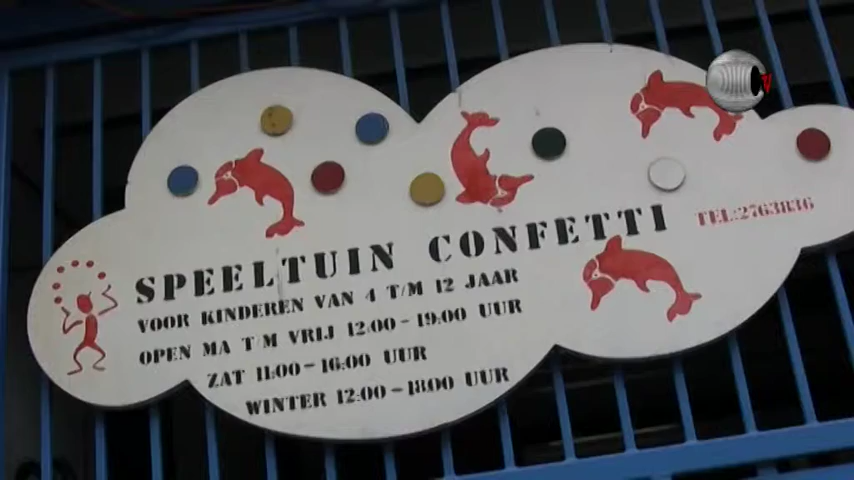 SPEELTUIN CONFETTI
TEL:2763836
VOOR KINDEREN VAN 4 T/M 12 JAAR
OPEN MA T/M VRIJ 12:00-19:00 UUR
ZAT 11:00-16:00 UUR
WINTER 12:00-18:00 UUR